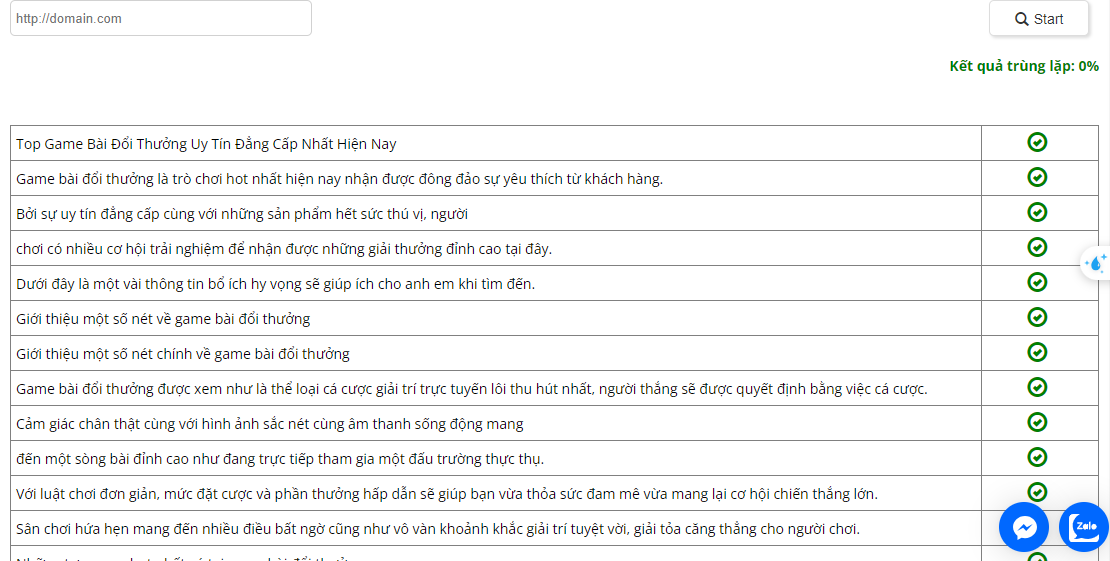 http://domain.com
Start
Kết quả trùng lặp: 0%
Top Game Bài Đổi Thưởng Uy Tín Đẳng Cấp Nhất Hiện Nay
Game bài đổi thưởng là trò chơi hot nhất hiện nay nhận được đông đảo sự yêu thích từ khách hàng.
Bởi sự uy tín đẳng cấp cùng với những sản phẩm hết sức thú vị, người
chơi có nhiều cơ hội trải nghiệm để nhận được những giải thưởng đỉnh cao tại đây.
Dưới đây là một vài thông tin bổ ích hy vọng sẽ giúp ích cho anh em khi tìm đến.
Giới thiệu một số nét về game bài đổi thưởng
Giới thiệu một số nét chính về game bài đổi thưởng
Game bài đổi thưởng được xem như là thể loại cá cược giải trí trực tuyến lôi thu hút nhất, người thắng sẽ được quyết định bằng việc cá cược.
Cảm giác chân thật cùng với hình ảnh sắc nét cùng âm thanh sống động mang
đến một sòng bài đỉnh cao như đang trực tiếp tham gia một đấu trường thực thụ.
Với luật chơi đơn giản, mức đặt cược và phần thưởng hấp dẫn sẽ giúp bạn vừa thỏa sức đam mê vừa mang lại cơ hội chiến thắng lớn.
Sân chơi hứa hẹn mang đến nhiều điều bất ngờ cũng như vô vàn khoảnh khắc giải trí tuyệt vời, giải tỏa căng thẳng cho người chơi.
Zalo